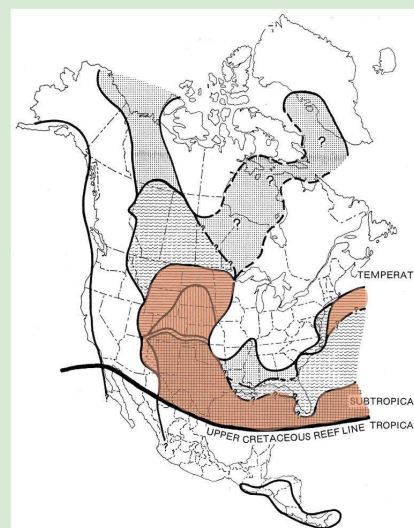 ?
?
?
TEMPERAT
SUBTROPICA
TROPICA
UPPER CRETACEOUS REEF LINE